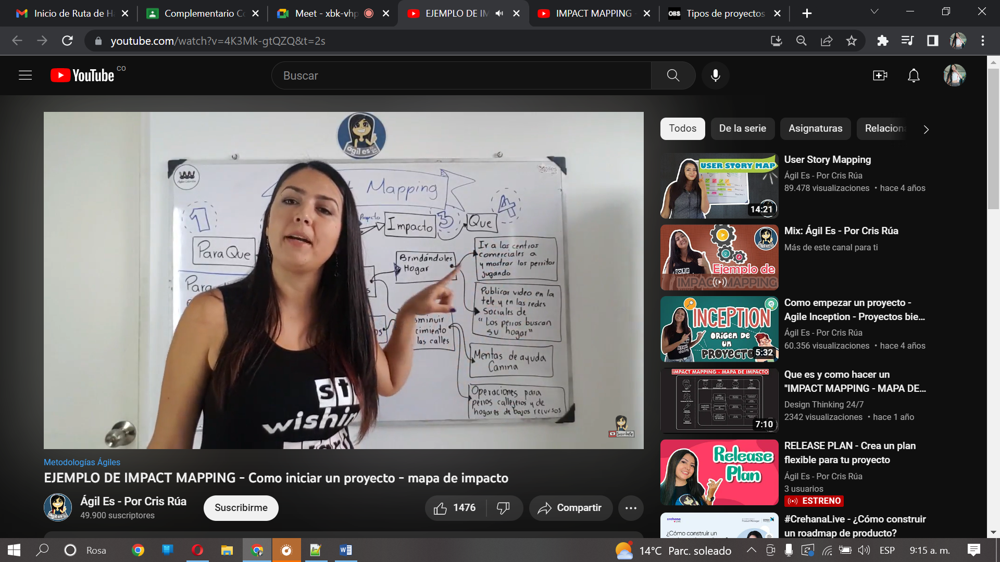 Inicio de Ruta de Ha
Complementario Co
Meet - xbk-vhp
EJEMPLO DE IM
IMPACT MAPPING -
OBS
Tipos de proyectos
youtube.com/watch?v=4K3Mk-gtQZQ&t=2s
YouTube CO
Buscar
agil es
Mapping
1
4
Proyecto
Impacto
3
Que
Para Que
Brindándoles
Hogar
Ir a los centros
comerciales a
y mostrar los perritos
jugando
Para
Publicar video en la
tele y en las redes
Sociales de
"Los perros buscan
su hogar"
sminuir
cimiento
las calles
Mentas de ayuda
Canina
Operaciones para
perros callejeros y de
hogares de bajos recursos
wishin
Suscribete
Metodologías Ágiles
EJEMPLO DE IMPACT MAPPING - Como iniciar un proyecto - mapa de impacto
Ágil Es - Por Cris Rúa
49.900 suscriptores
Suscribirme
1476
Compartir
Todos
De la serie
Asignaturas
Relaciona
USER STORY MAP
14:21
User Story Mapping
Ágil Es - Por Cris Rúa
89.478 visualizaciones • hace 4 años
Ejemplo de
IMPACT MAPPING
Mix: Ágil Es - Por Cris Rúa
Más de este canal para ti
INCEPTION
ORIGEN DE
UN
PROYECTO
5:32
Como empezar un proyecto -
Agile Inception - Proyectos bie...
Ágil Es - Por Cris Rúa
60.356 visualizaciones • hace 4 años
IMPACT MAPPING - MAPA DE IMPACTO
7:10
Que es y como hacer un
"IMPACT MAPPING - MAPA DE...
Design Thinking 24/7
2342 visualizaciones • hace 1 año
Release
Plan
RELEASE PLAN - Crea un plan
flexible para tu proyecto
Ágil Es - Por Cris Rúa
3 usuarios
ESTRENO
crehana
¿Cómo construir un
#CrehanaLive - ¿Cómo construir
un roadmap de producto?
Rosa
14°C Parc. soleado
ESP
9:15 a. m.